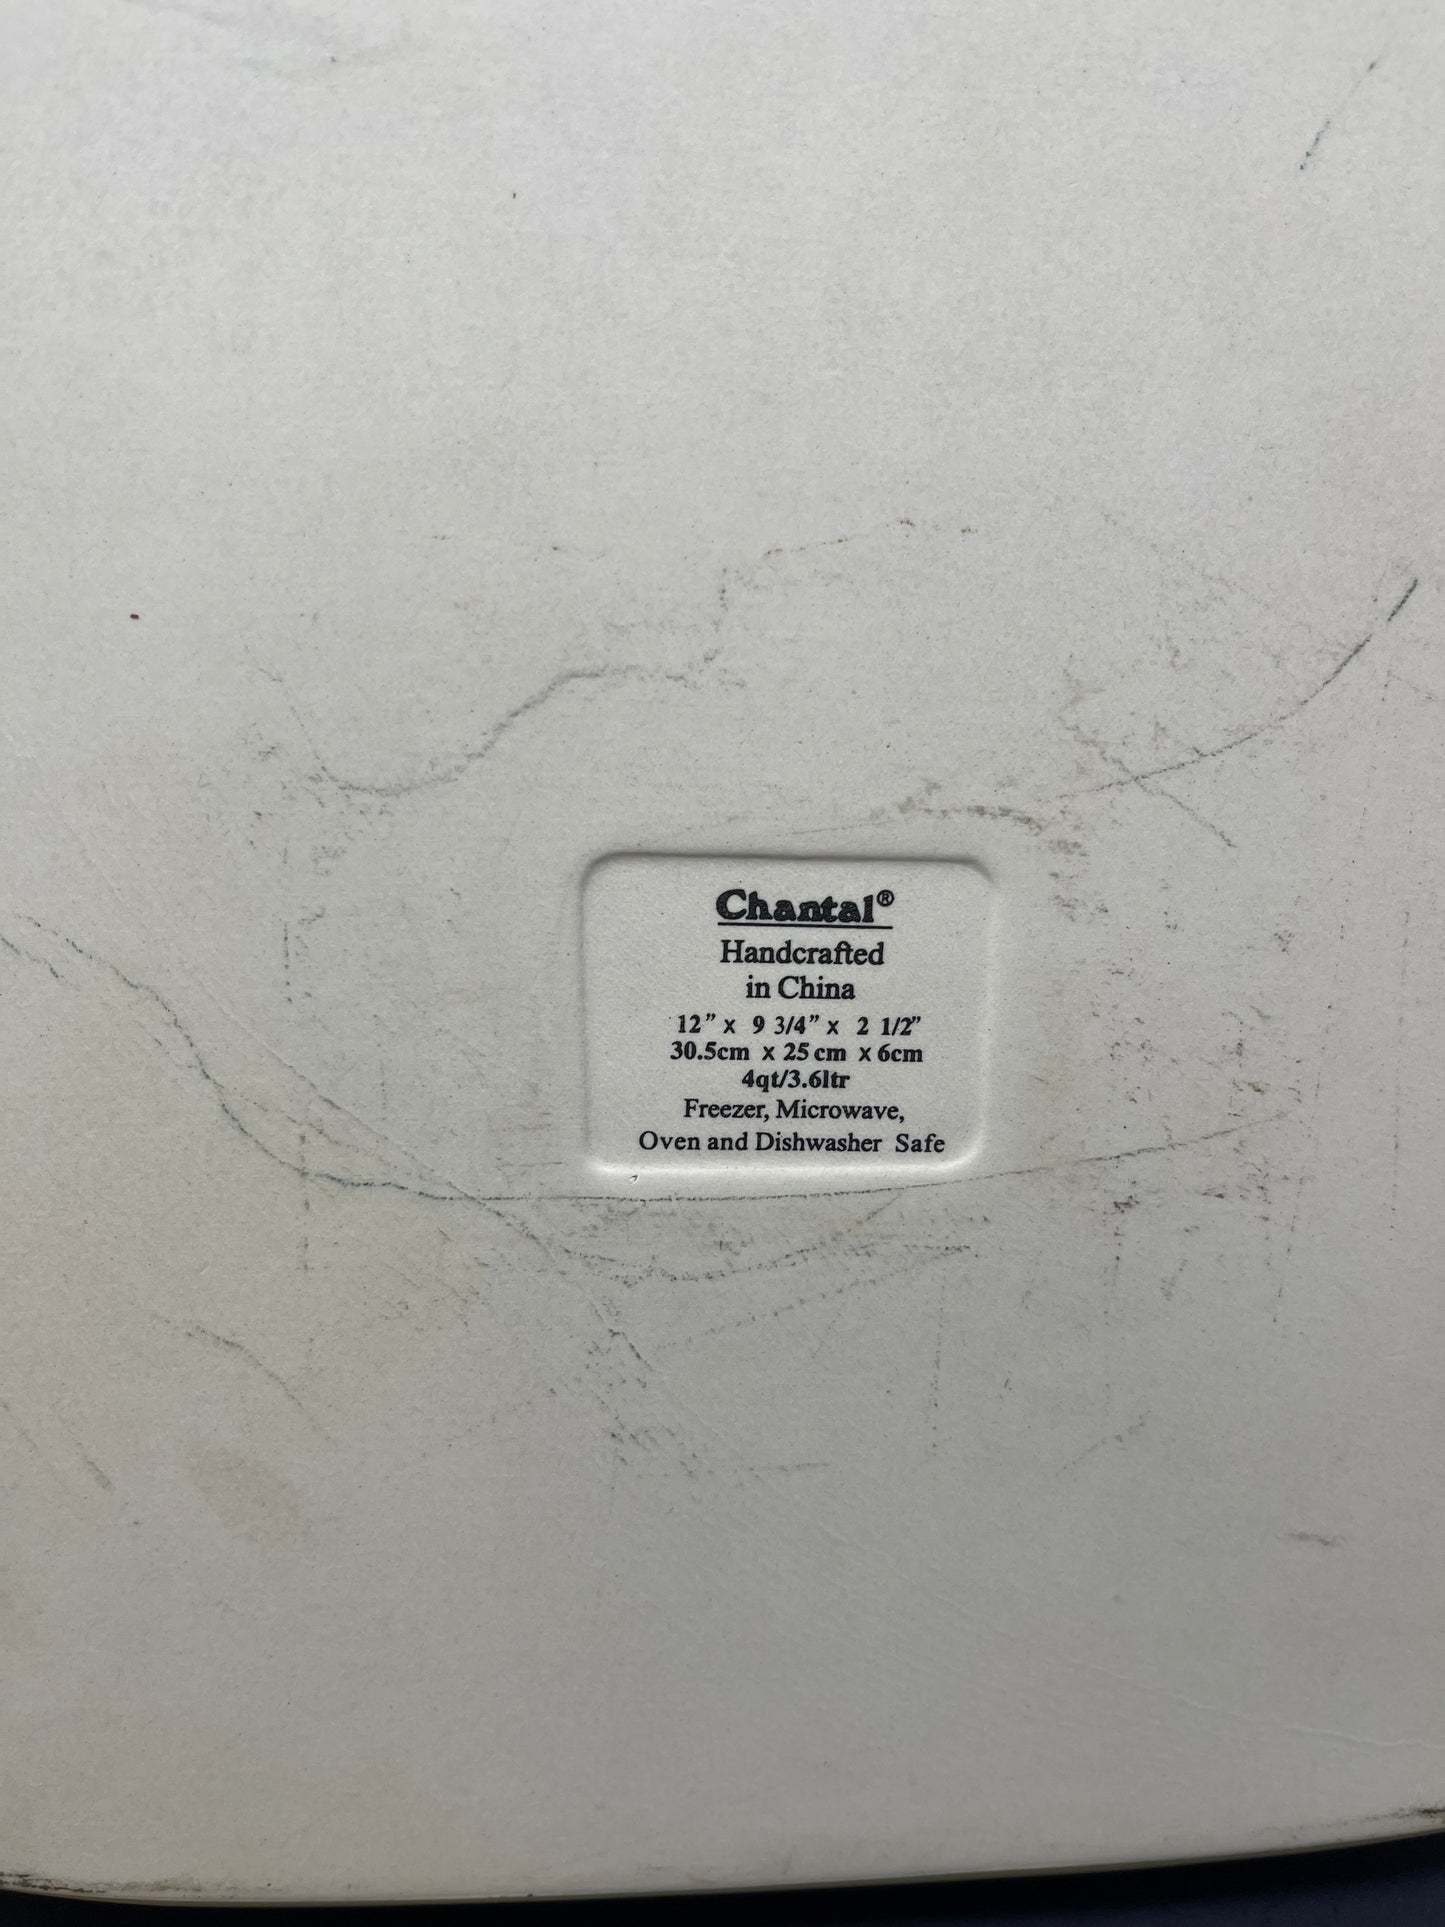 Chantal®
Handcrafted
in China
12” x 9 3/4” x 2 1/2”
30.5cm x 25 cm x 6cm
4qt/3.6ltr
Freezer, Microwave,
Oven and Dishwasher Safe